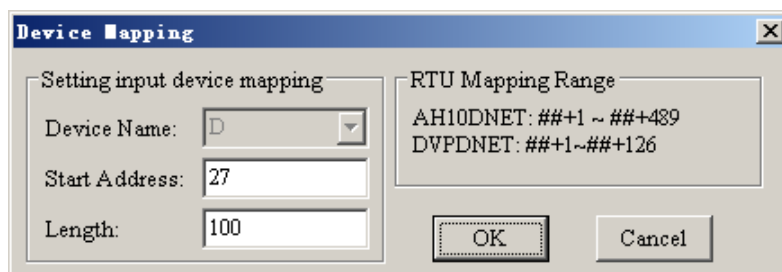 Device Mapping
Setting input device mapping
Device Name: D
Start Address: 27
Length: 100
RTU Mapping Range
AH10DNET: ##+1 ~ ##+489
DVPDNET: ##+1~##+126
OK
Cancel